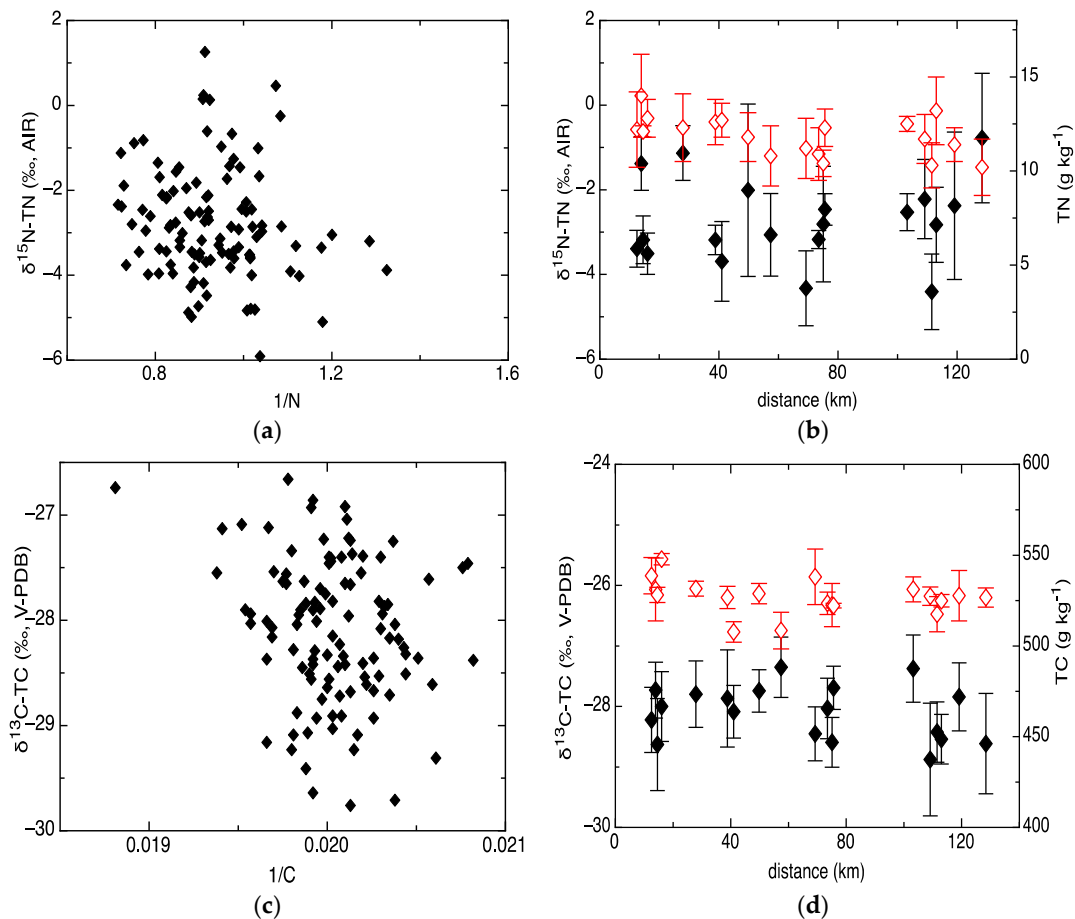 2
0
−2
−4
−6
δ¹⁵N-TN (‰, AIR)
0.8
1.2
1.6
1/N
(a)
2
0
−2
−4
−6
δ¹⁵N-TN (‰, AIR)
15
10
5
0
TN (g kg⁻¹)
0
40
80
120
distance (km)
(b)
−27
−28
−29
−30
δ¹³C-TC (‰, V-PDB)
0.019
0.020
0.021
1/C
(c)
−24
−26
−28
−30
δ¹³C-TC (‰, V-PDB)
600
550
500
450
400
TC (g kg⁻¹)
0
40
80
120
distance (km)
(d)